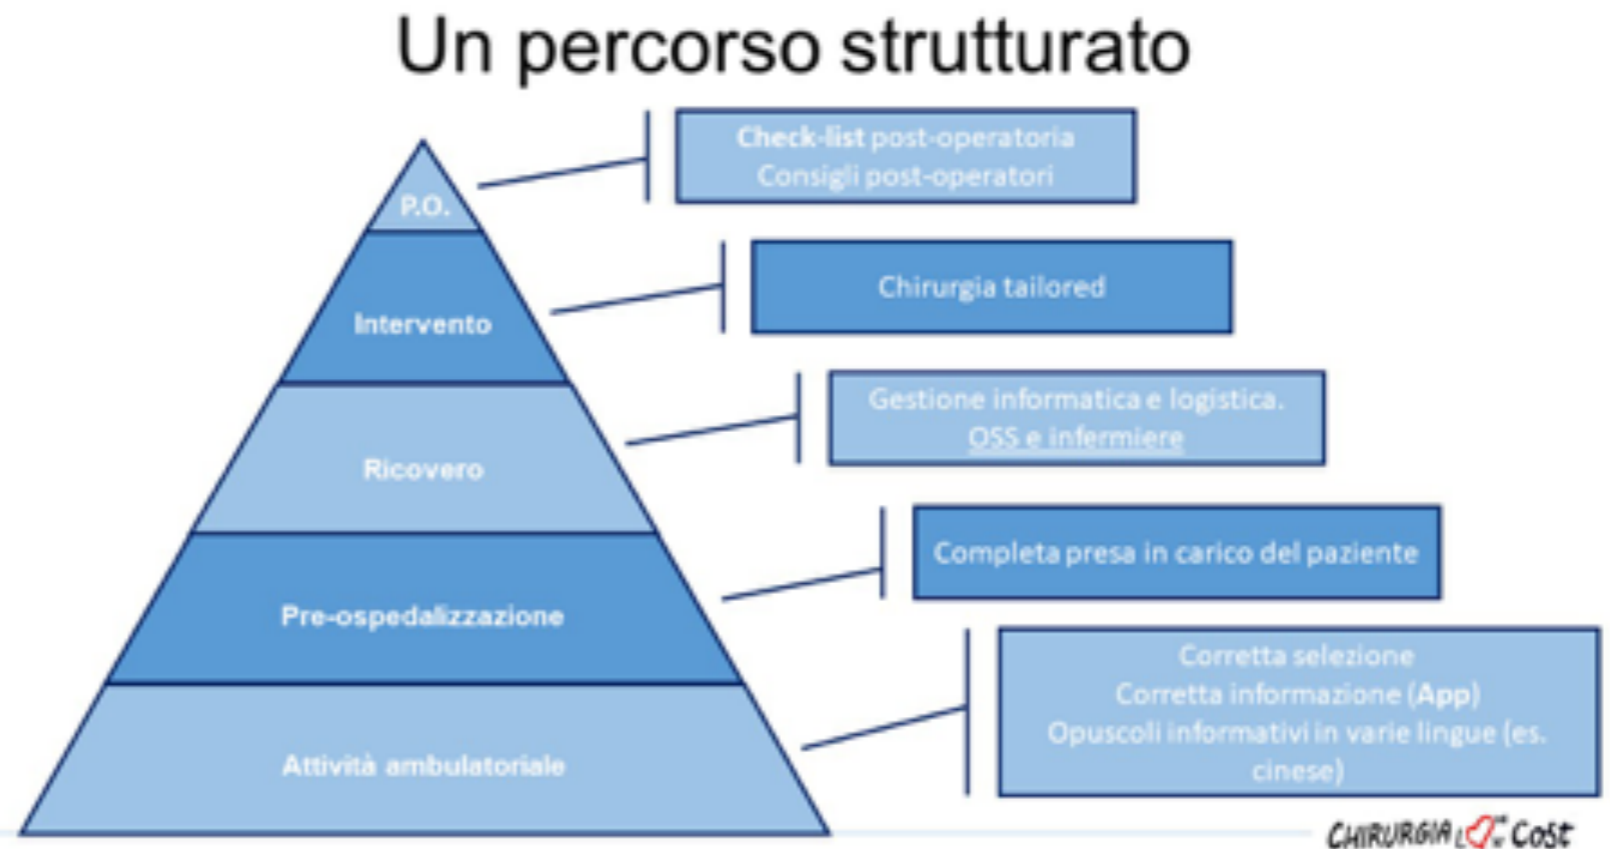 Un percorso strutturato
P.O.
Check-list post-operatoria
Consigli post-operatori
Intervento
Chirurgia tailored
Ricovero
Gestione informatica e logistica.
OSS e infermiere
Pre-ospedalizzazione
Completa presa in carico del paziente
Attività ambulatoriale
Corretta selezione
Corretta informazione (App)
Opuscoli informativi in varie lingue (es.
cinese)
CHIRURGIA COST